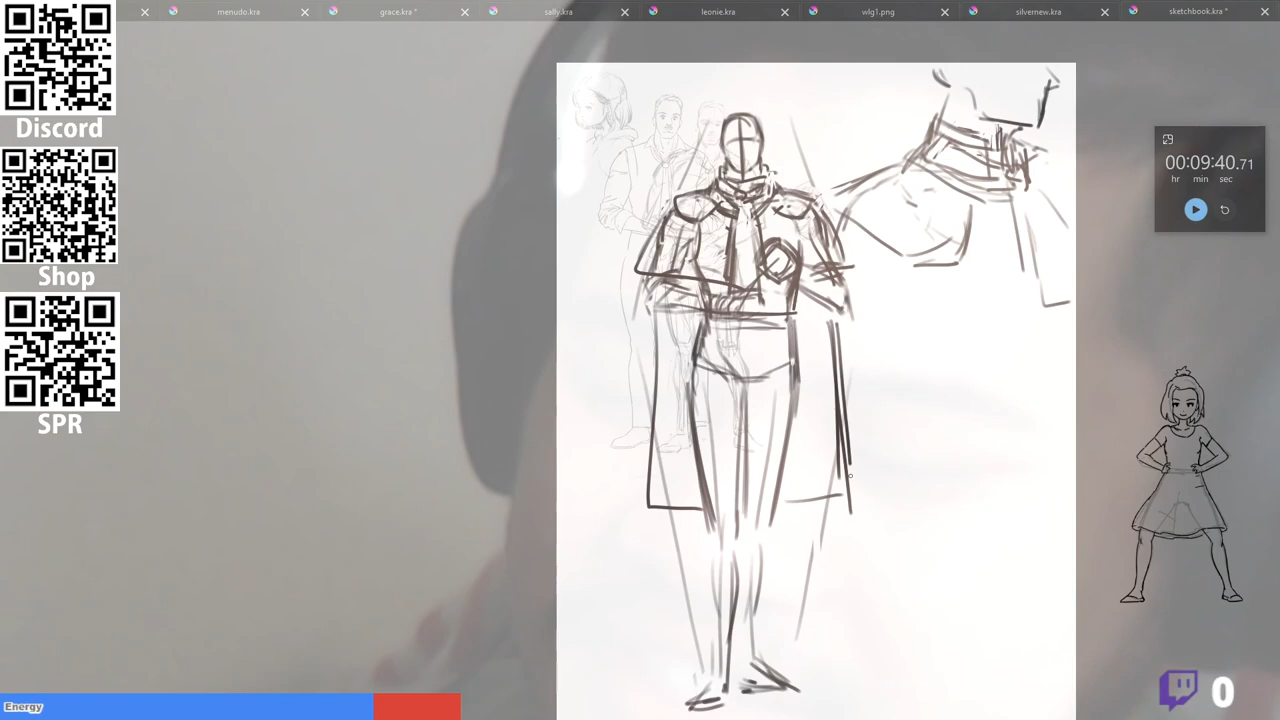 menudo.kra
grace.kra *
sally.kra
leonie.kra
wlg1.png
silvernew.kra
sketchbook.kra *
Discord
Shop
SPR
00:09:40.71
hr min sec
Energy
0